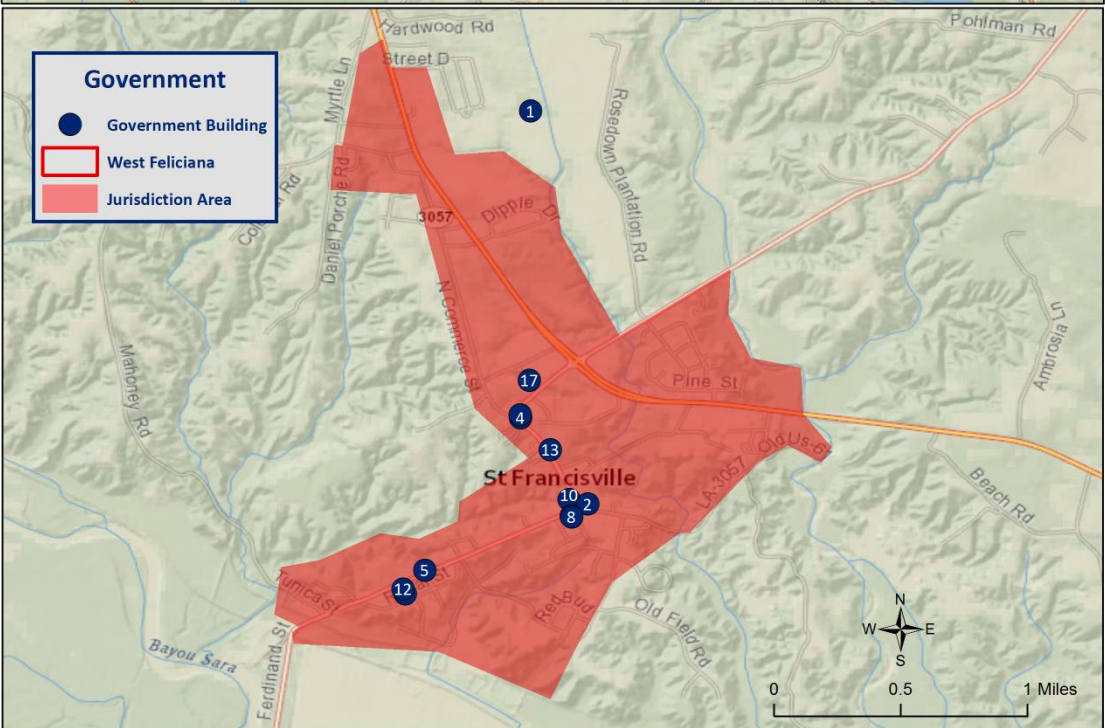 Hardwood Rd
Pohlman Rd
Street D
Government
Government Building
West Feliciana
Jurisdiction Area
Myrtle Ln
Rosedown Plantation Rd
1
Daniel Porche Rd
3057
Dipple Dr
N Commerce St
Mahoney Rd
Ambrosia Ln
17
Pine St
4
13
Old Us-61
St Francisville
LA-3057
10
2
8
Beach Rd
5
12
Tunica St
Red Bud
Old Field Rd
Bayou Sara
Ferdinand St
N
W
E
S
0
0.5
1 Miles